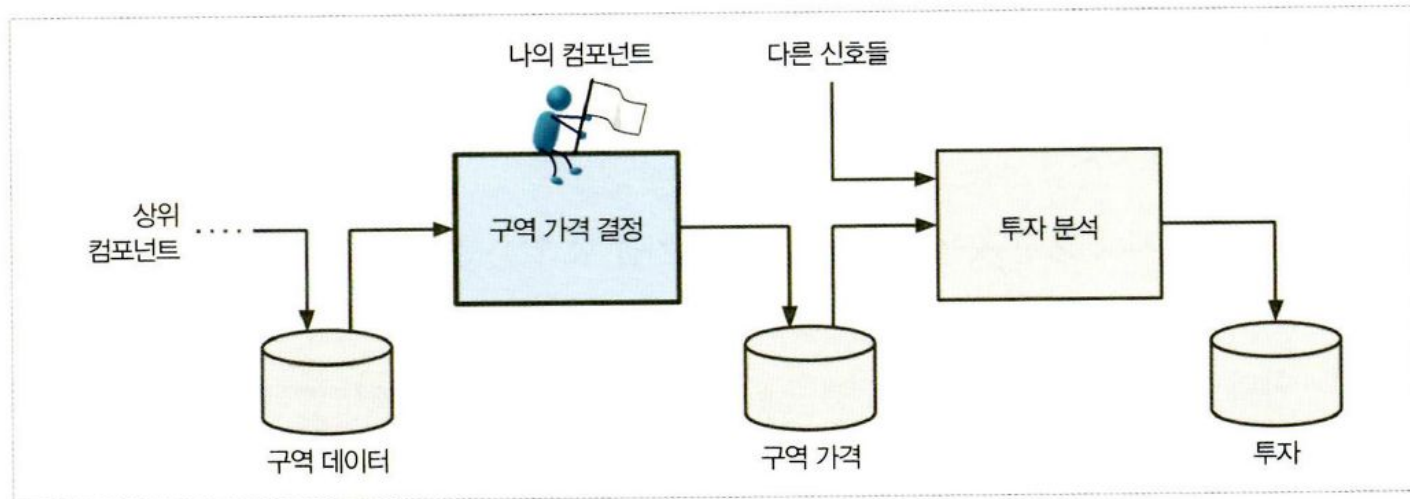 나의 컴포넌트
다른 신호들
상위
컴포넌트
구역 가격 결정
투자 분석
구역 데이터
구역 가격
투자